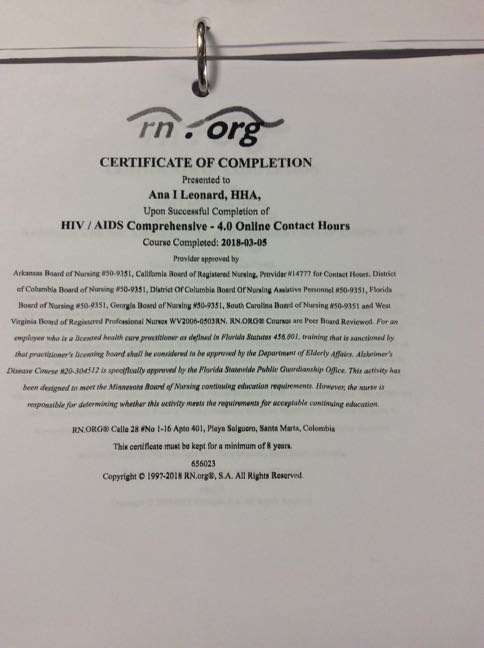 rn.org
CERTIFICATE OF COMPLETION
Presented to
Ana I Leonard, HHA,
Upon Successful Completion of
HIV / AIDS Comprehensive - 4.0 Online Contact Hours
Course Completed: 2018-03-05
Provider approved by
Arkansas Board of Nursing #50-9351, California Board of Registered Nursing, Provider #14777 for Contact Hours, District
of Columbia Board of Nursing #50-9351, District Of Columbia Board Of Nursing Assistive Personnel #50-9351, Florida
Board of Nursing #50-9351, Georgia Board of Nursing #50-9351, South Carolina Board of Nursing #50-9351 and West
Virginia Board of Registered Professional Nurses WV2006-0503RN. RN.ORG® Courses are Peer Board Reviewed. For an
employee who is a licensed health care practitioner as defined in Florida Statutes 456.001, training that is sanctioned by
that practitioner's licensing board shall be considered to be approved by the Department of Elderly Affairs. Alzheimer's
Disease Course #20-304512 is specifically approved by the Florida Statewide Public Guardianship Office. This activity has
been designed to meet the Minnesota Board of Nursing continuing education requirements. However, the nurse is
responsible for determining whether this activity meets the requirements for acceptable continuing education.
RN.ORG® Calle 28 #No 1-16 Apto 401, Playa Salguero, Santa Marta, Colombia
This certificate must be kept for a minimum of 8 years.
656023
Copyright © 1997-2018 RN.org®, S.A. All Rights Reserved.